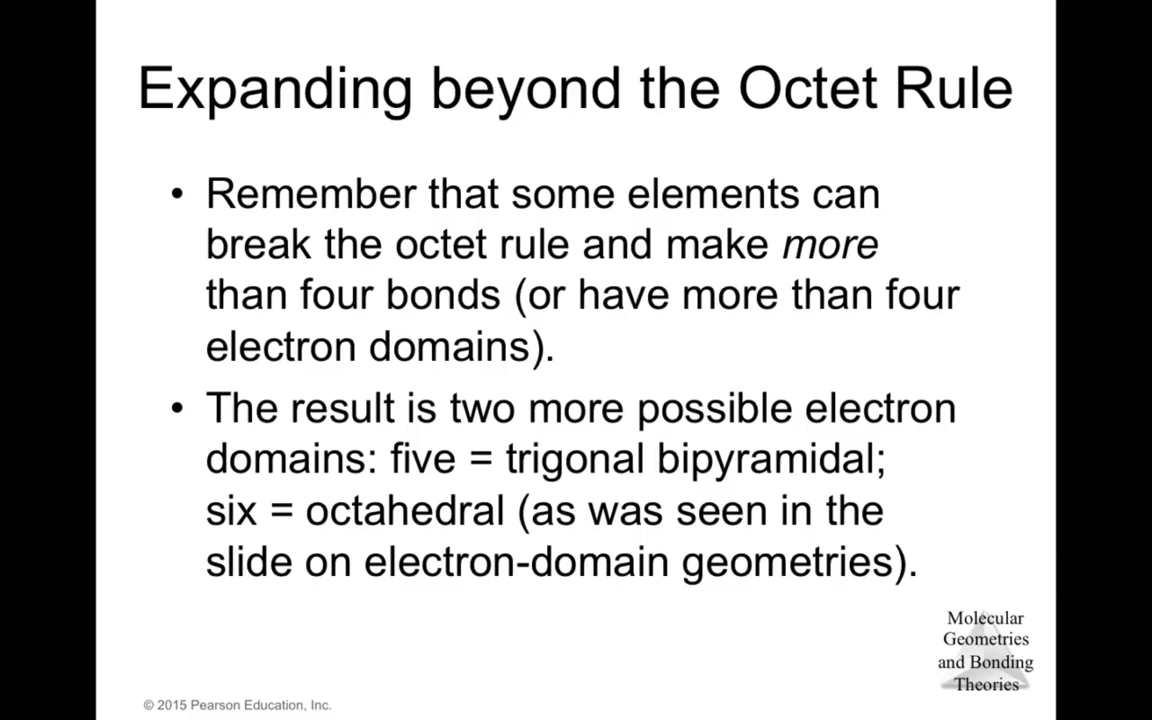 Expanding beyond the Octet Rule
• Remember that some elements can
break the octet rule and make more
than four bonds (or have more than four
electron domains).
• The result is two more possible electron
domains: five = trigonal bipyramidal;
six = octahedral (as was seen in the
slide on electron-domain geometries).
Molecular
Geometries
and Bonding
Theories
© 2015 Pearson Education, Inc.